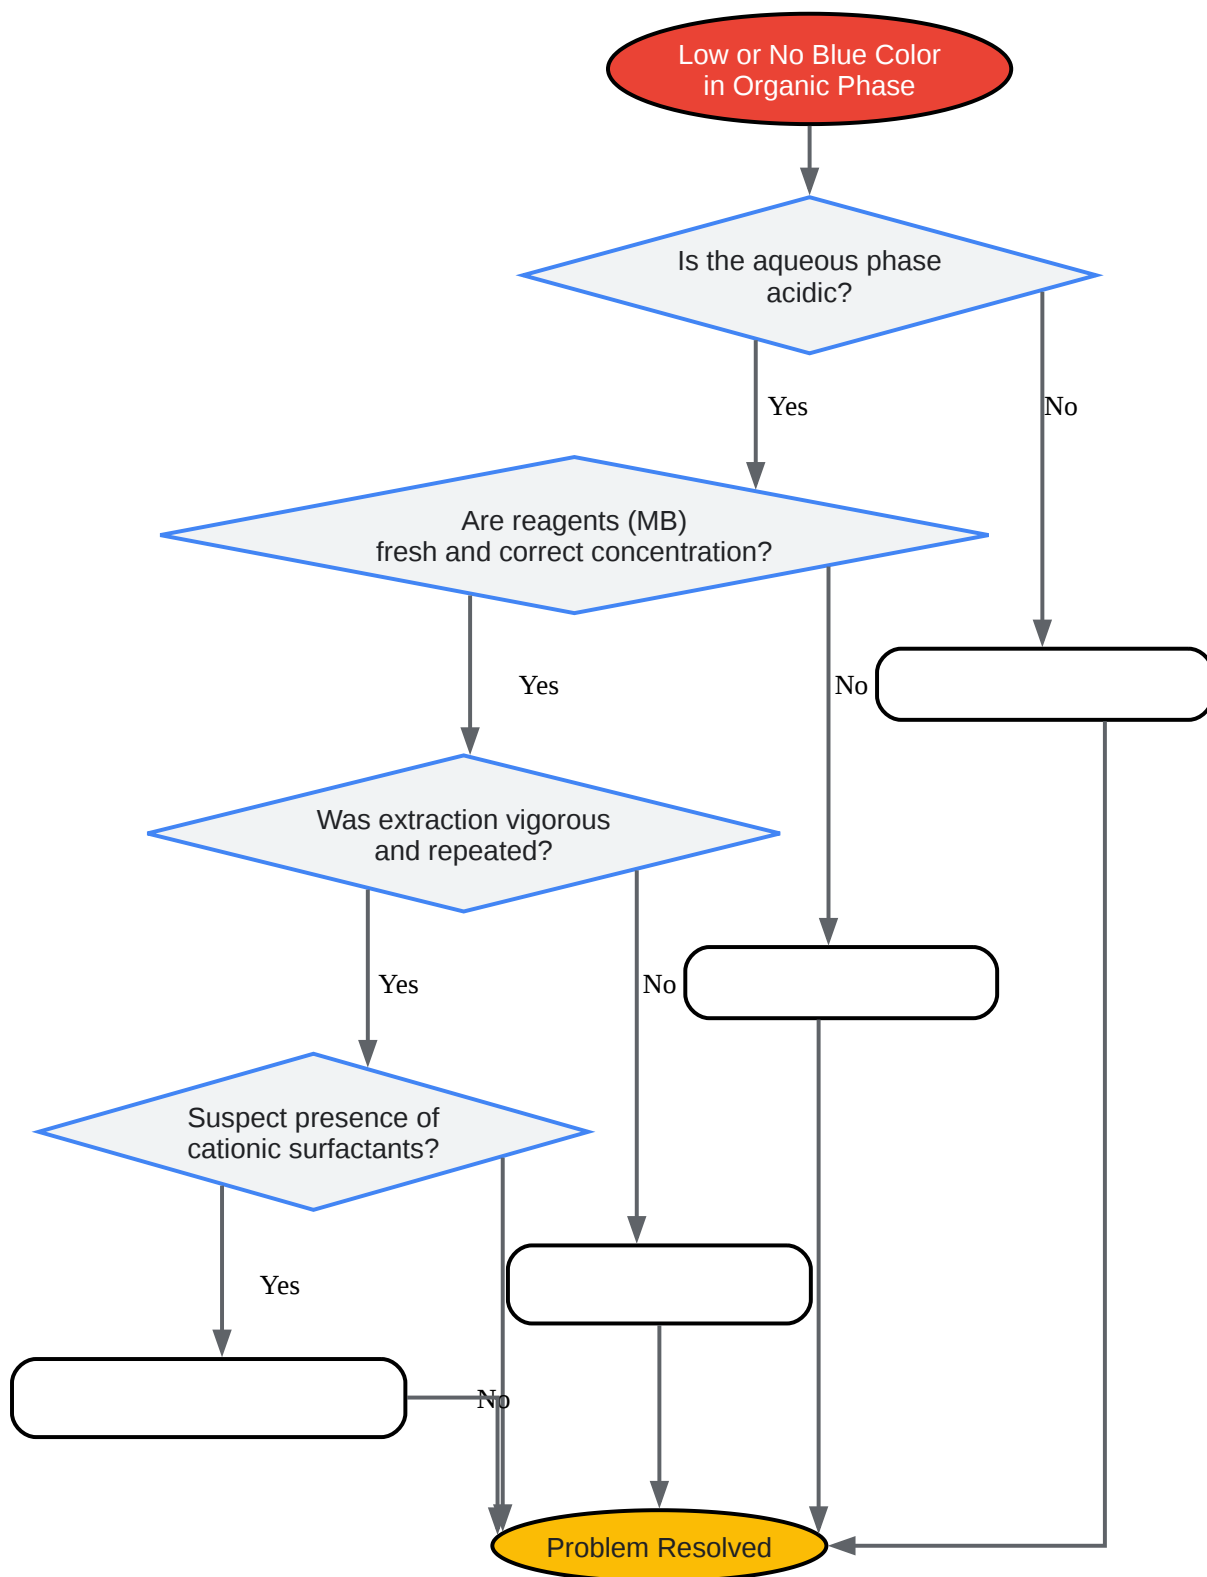 Low or No Blue Color
in Organic Phase
Is the aqueous phase
acidic?
Yes
No
Are reagents (MB)
fresh and correct concentration?
Yes
No
Was extraction vigorous
and repeated?
Yes
No
Suspect presence of
cationic surfactants?
Yes
No
Problem Resolved